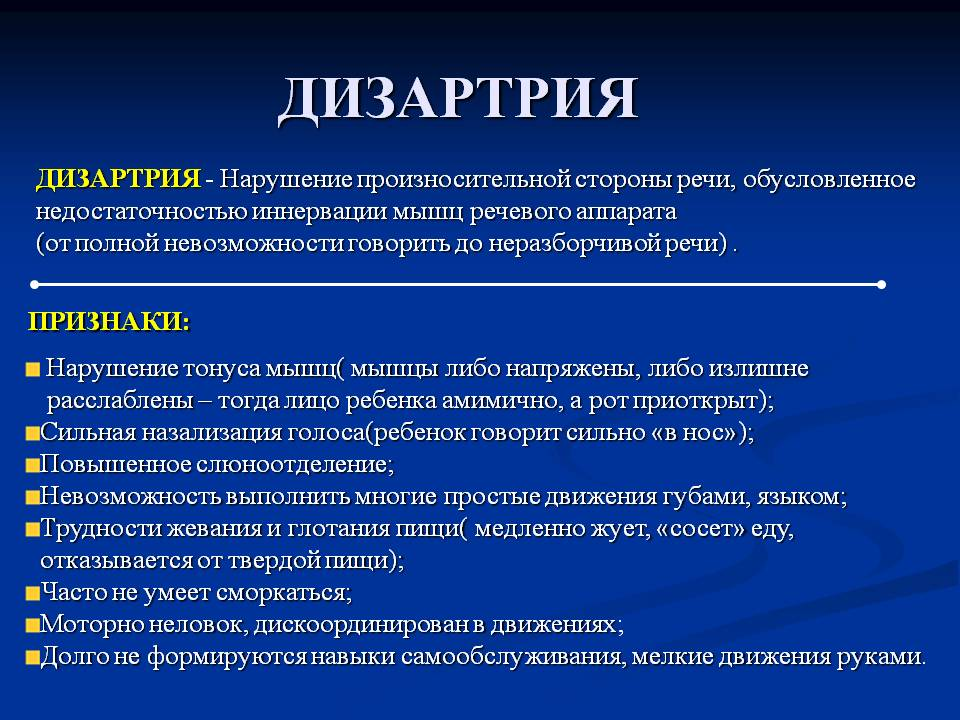 ДИЗАРТРИЯ
ДИЗАРТРИЯ - Нарушение произносительной стороны речи, обусловленное
недостаточностью иннервации мышц речевого аппарата
(от полной невозможности говорить до неразборчивой речи) .
ПРИЗНАКИ:
Нарушение тонуса мышц( мышцы либо напряжены, либо излишне
расслаблены – тогда лицо ребенка амимично, а рот приоткрыт);
Сильная назализация голоса(ребенок говорит сильно «в нос»);
Повышенное слюноотделение;
Невозможность выполнить многие простые движения губами, языком;
Трудности жевания и глотания пищи( медленно жует, «сосет» еду,
отказывается от твердой пищи);
Часто не умеет сморкаться;
Моторно неловок, дискоординирован в движениях;
Долго не формируются навыки самообслуживания, мелкие движения руками.